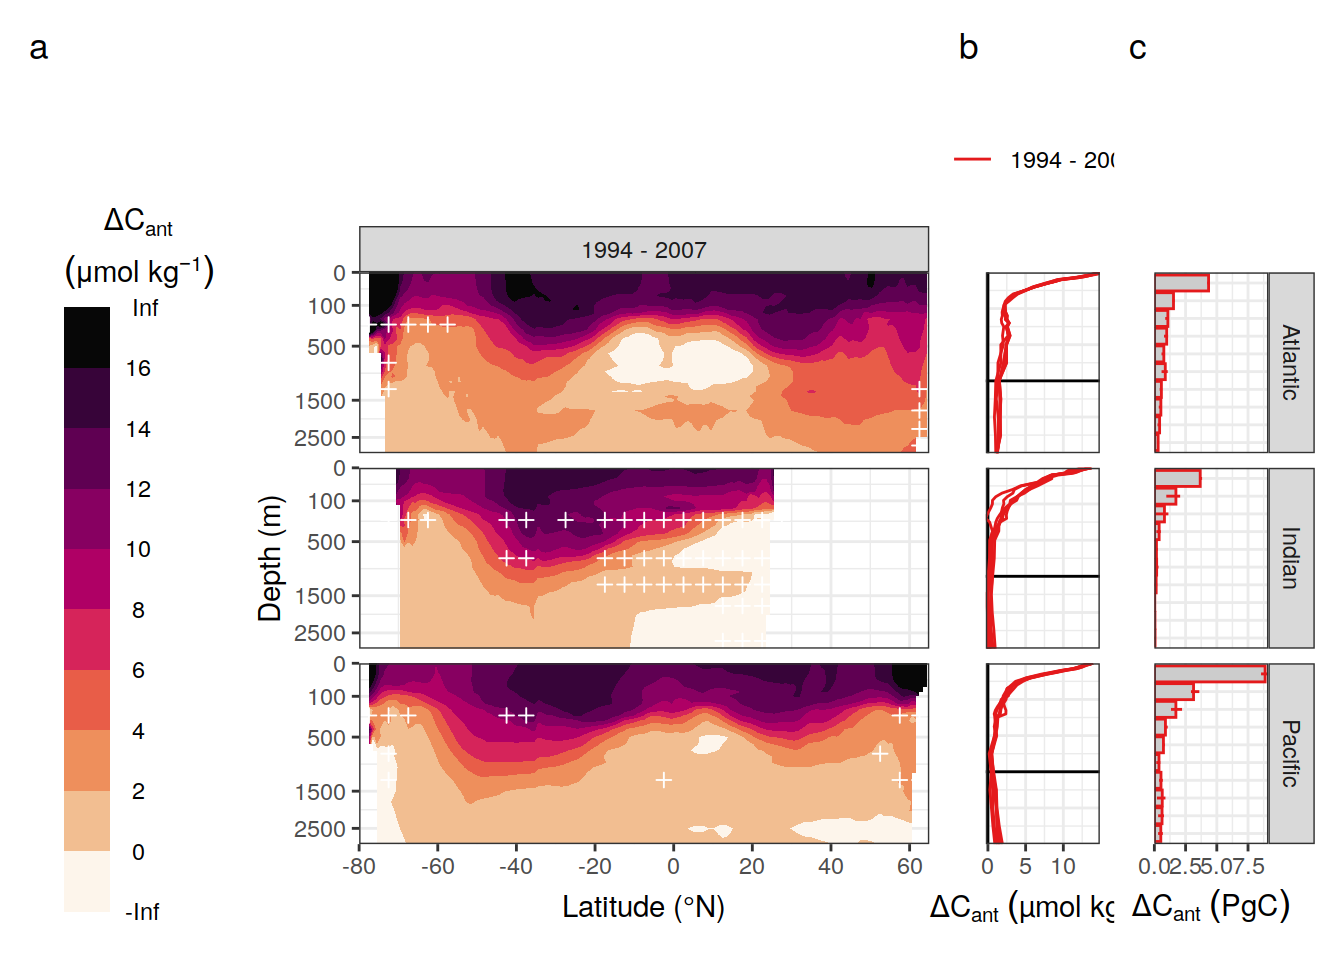 a
b
c
1994 - 200
ΔCant
(μmol kg⁻¹)
Inf
16
14
12
10
8
6
4
2
0
-Inf
1994 - 2007
Depth (m)
0
100
500
1500
2500
Atlantic
0
100
500
1500
2500
Indian
0
100
500
1500
2500
Pacific
-80 -60 -40 -20 0 20 40 60
0 5 10
0.02.55.07.5
Latitude (°N)
ΔCant (μmol kg
ΔCant (PgC)